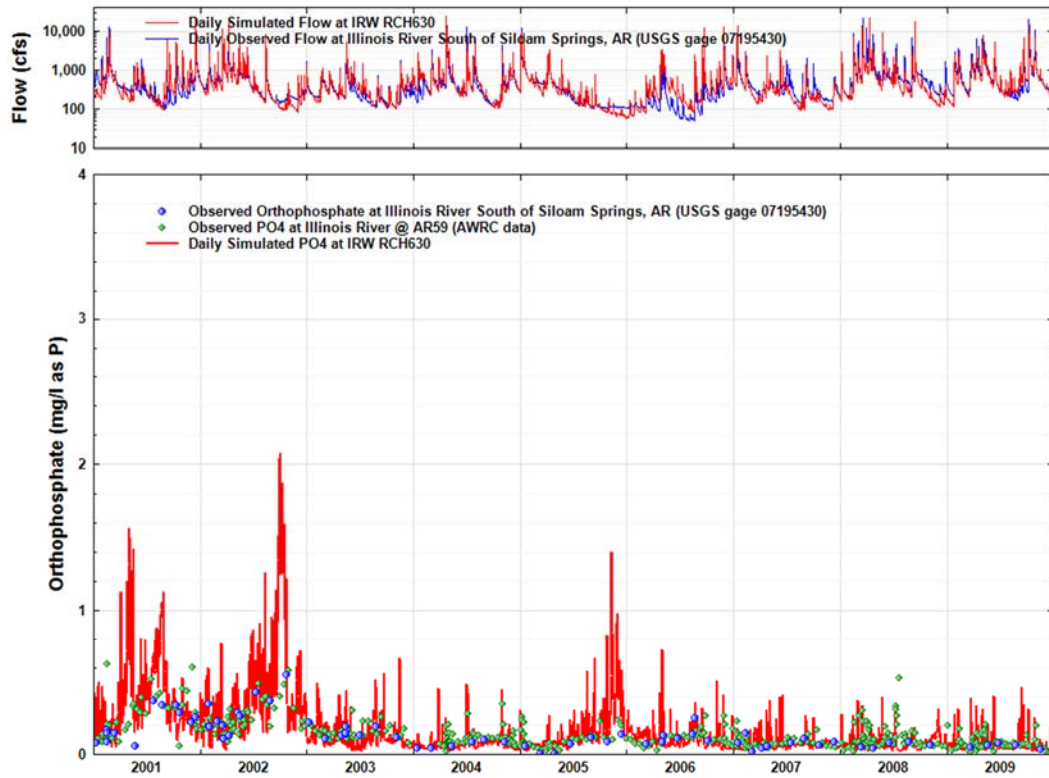 Daily Simulated Flow at IRW RCH630
Daily Observed Flow at Illinois River South of Siloam Springs, AR (USGS gage 07195430)
Flow (cfs)
10,000
1,000
100
10
Observed Orthophosphate at Illinois River South of Siloam Springs, AR (USGS gage 07195430)
Observed PO4 at Illinois River @ AR59 (AWRC data)
Daily Simulated PO4 at IRW RCH630
Orthophosphate (mg/l as P)
4
3
2
1
0
2001 2002 2003 2004 2005 2006 2007 2008 2009